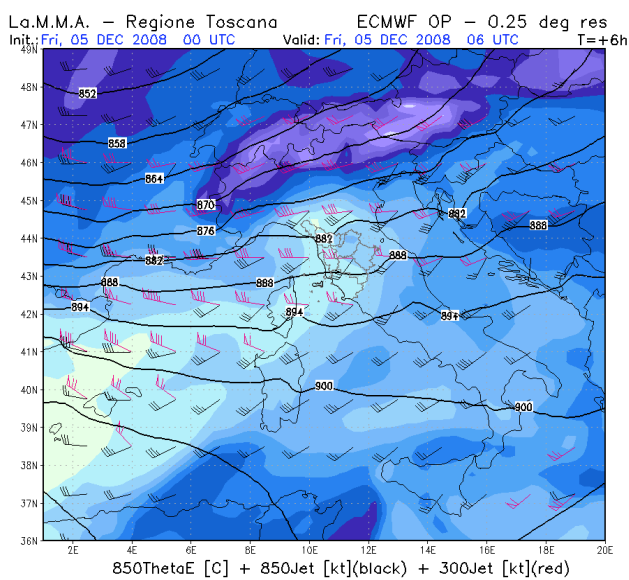 La.M.M.A. – Regione Toscana ECMWF OP – 0.25 deg res
Init.:Fri, 05 DEC 2008 00 UTC Valid: Fri, 05 DEC 2008 06 UTC T=+6h
49N
48N
852
47N
858
46N
864
45N
870
882
888
876
44N
882
888
882
43N
888
894
42N
894
894
41N
40N
900
900
39N
38N
37N
36N
2E 4E 6E 8E 10E 12E 14E 16E 18E 20E
850ThetaE [C] + 850Jet [kt](black) + 300Jet [kt](red)